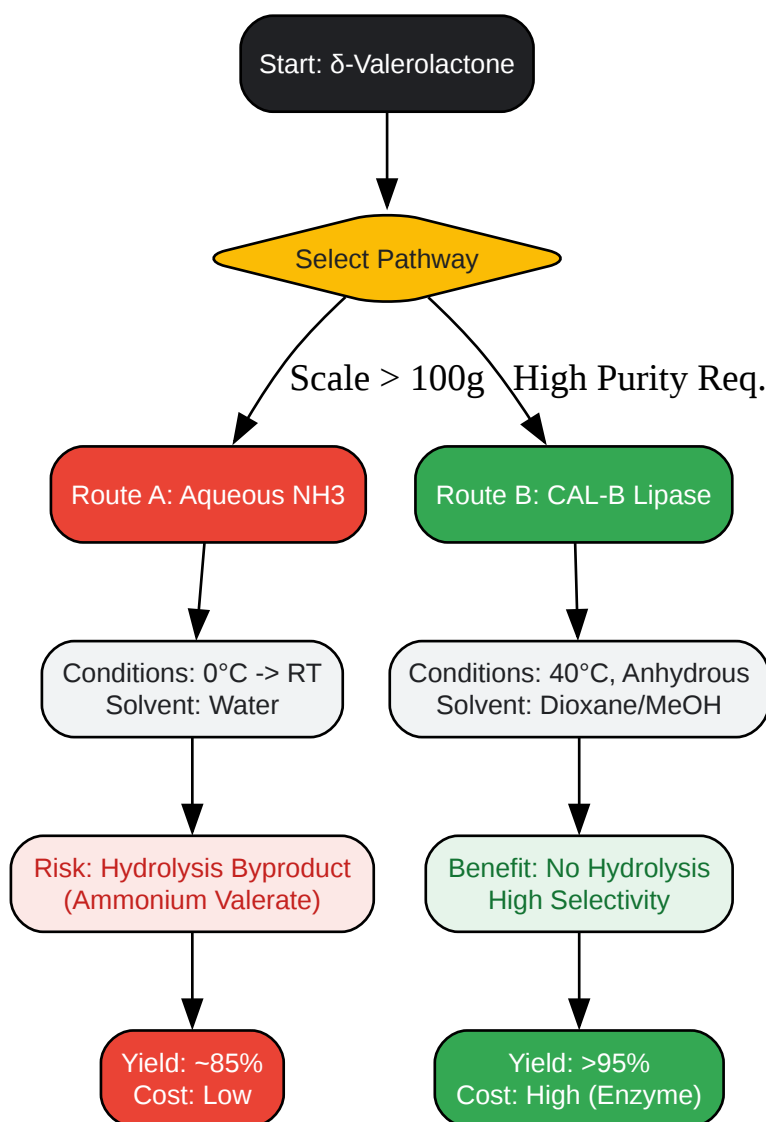 Start: δ-Valerolactone
Select Pathway
Scale > 100g
High Purity Req.
Route A: Aqueous NH3
Route B: CAL-B Lipase
Conditions: 0°C -> RT
Solvent: Water
Conditions: 40°C, Anhydrous
Solvent: Dioxane/MeOH
Risk: Hydrolysis Byproduct
(Ammonium Valerate)
Benefit: No Hydrolysis
High Selectivity
Yield: ~85%
Cost: Low
Yield: >95%
Cost: High (Enzyme)